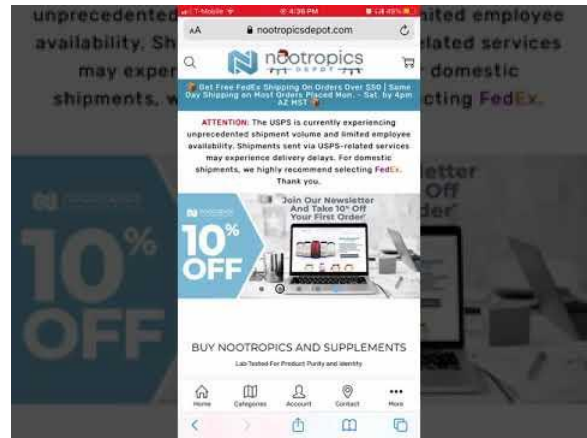 T-Mobile 4:36 PM 49%
AA nootropicsdepot.com
nootropics
DEPOT
Get Free FedEx Shipping On Orders Over $50 | Same
Day Shipping on Most Orders Placed Mon. - Sat. by 4pm
AZ MST
ATTENTION: The USPS is currently experiencing
unprecedented shipment volume and limited employee
availability. Shipments sent via USPS-related services
may experience delivery delays. For domestic
shipments, we highly recommend selecting FedEx.
Thank you.
Join Our Newsletter
And Take 10% Off
Your First Order*
10%
OFF
BUY NOOTROPICS AND SUPPLEMENTS
Lab Tested For Product Purity and Identity
Home Categories Account Contact More
unprecedented
availability. Sh
may exper
shipments, w
10%
OFF
ited employee
elated services
domestic
cting FedEx.
etter
Off
der*